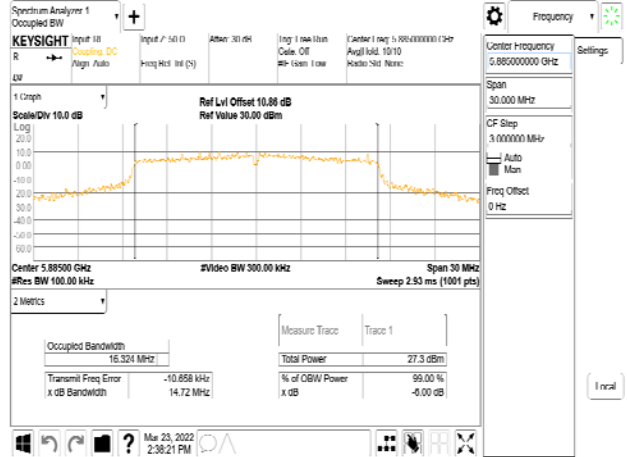 Spectrum Analyzer 1
Occupied BW
Frequency
KEYSIGHT
R
Input: RF
Coupling: DC
Align: Auto
Input Z: 50 Ω
Freq Ref: Int (S)
Atten: 30 dB
Trig: Free Run
Gate: Off
#IF Gain: Low
Center Freq: 5.885000000 GHz
Avg|Hold: 10/10
Radio Std: None
Center Frequency
5.885000000 GHz
Settings
Span
30.000 MHz
CF Step
3.000000 MHz
Auto
Man
Freq Offset
0 Hz
1 Graph
Scale/Div 10.0 dB
Ref Lvl Offset 10.86 dB
Ref Value 30.00 dBm
Log
20.0
10.0
0.00
-10.0
-20.0
-30.0
-40.0
-50.0
-60.0
Center 5.88500 GHz
#Res BW 100.00 kHz
#Video BW 300.00 kHz
Span 30 MHz
Sweep 2.93 ms (1001 pts)
2 Metrics
Measure Trace Trace 1
Occupied Bandwidth
16.324 MHz
Total Power 27.3 dBm
Transmit Freq Error -10.658 kHz
% of OBW Power 99.00 %
x dB Bandwidth 14.72 MHz
x dB -6.00 dB
Local
?
Mar 23, 2022
2:38:21 PM